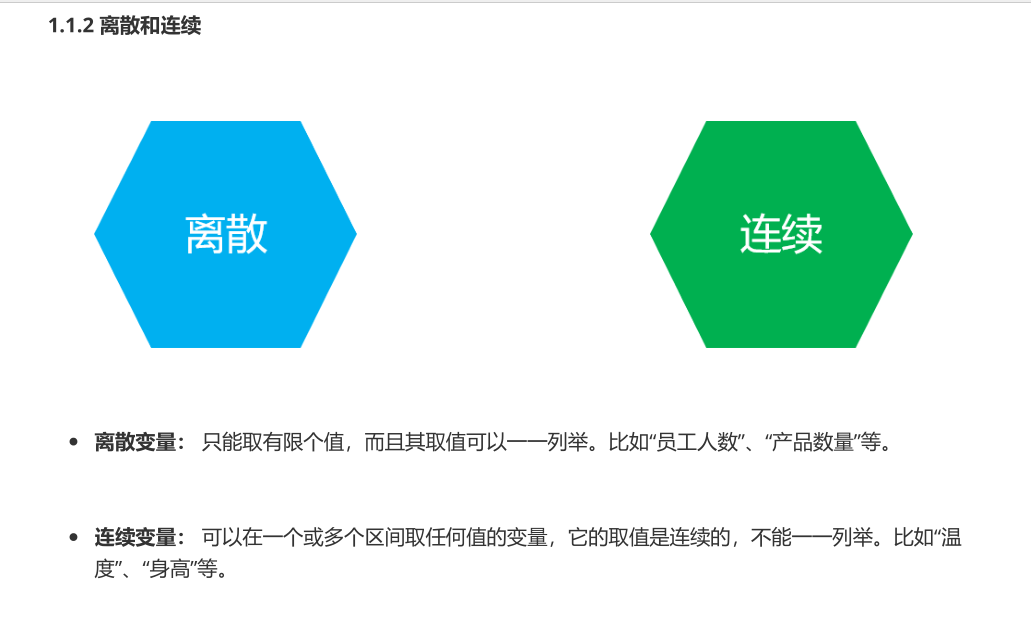 1.1.2 离散和连续
离散
连续
离散变量： 只能取有限个值，而且其取值可以一一列举。比如“员工人数”、“产品数量”等。
连续变量： 可以在一个或多个区间取任何值的变量，它的取值是连续的，不能一一列举。比如“温
度”、“身高”等。